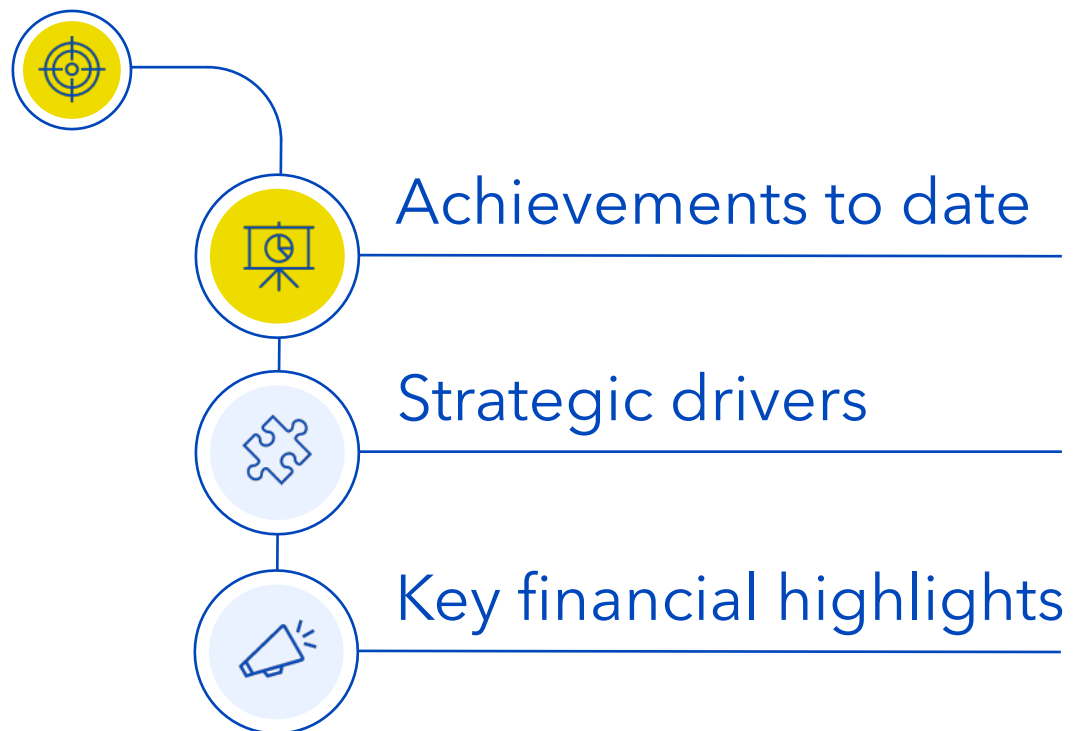 Achievements to date
Strategic drivers
Key financial highlights